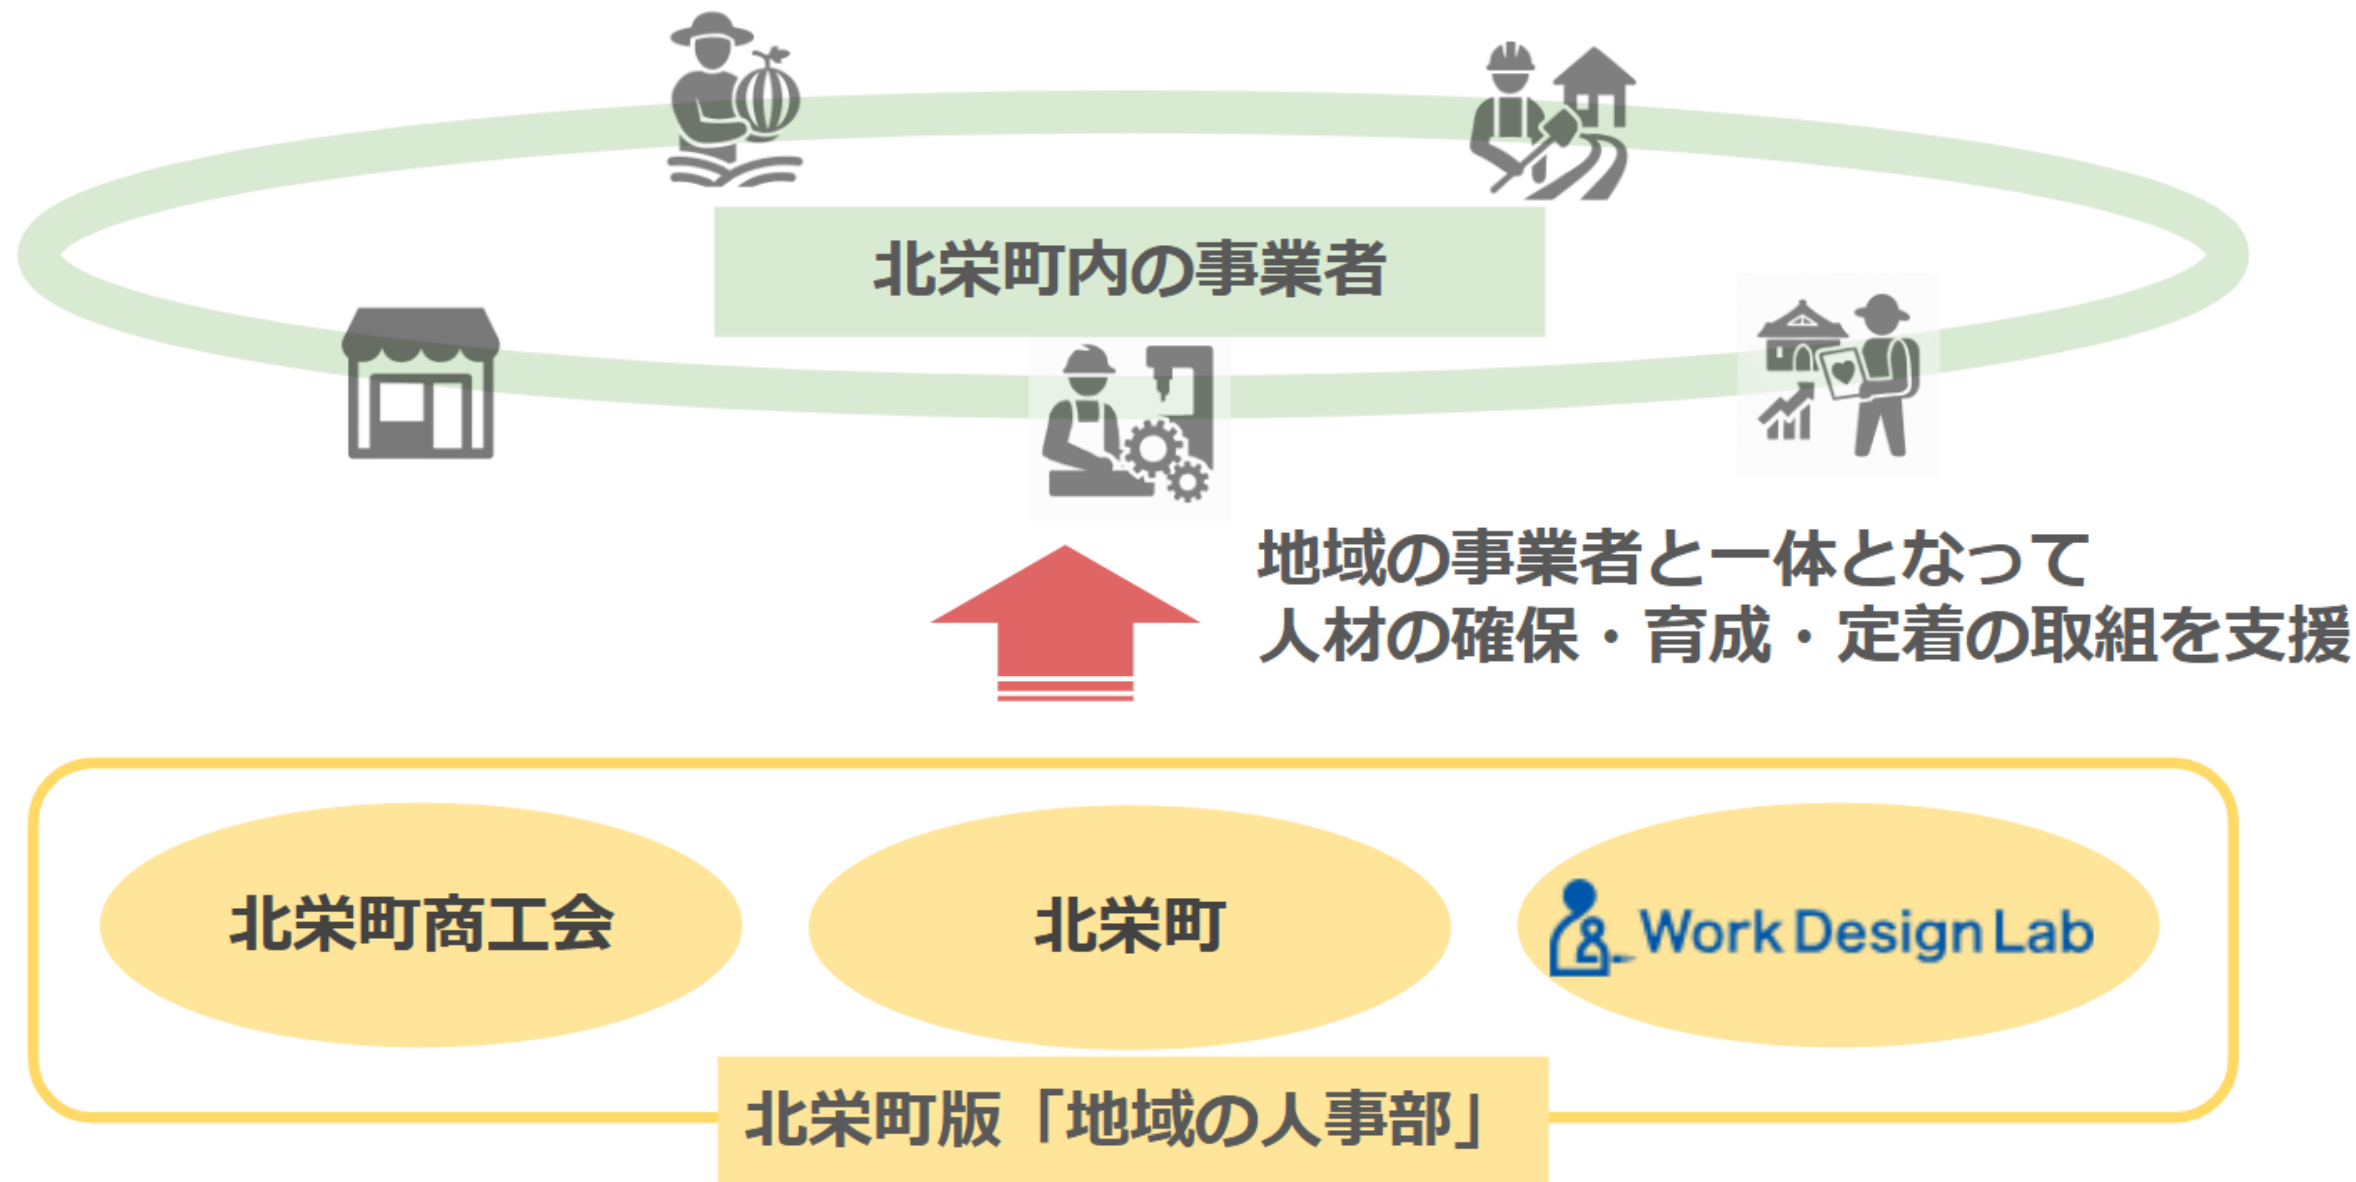 北栄町内の事業者
地域の事業者と一体となって
人材の確保・育成・定着の取組を支援
北栄町商工会
北栄町
Work Design Lab
北栄町版「地域の人事部」